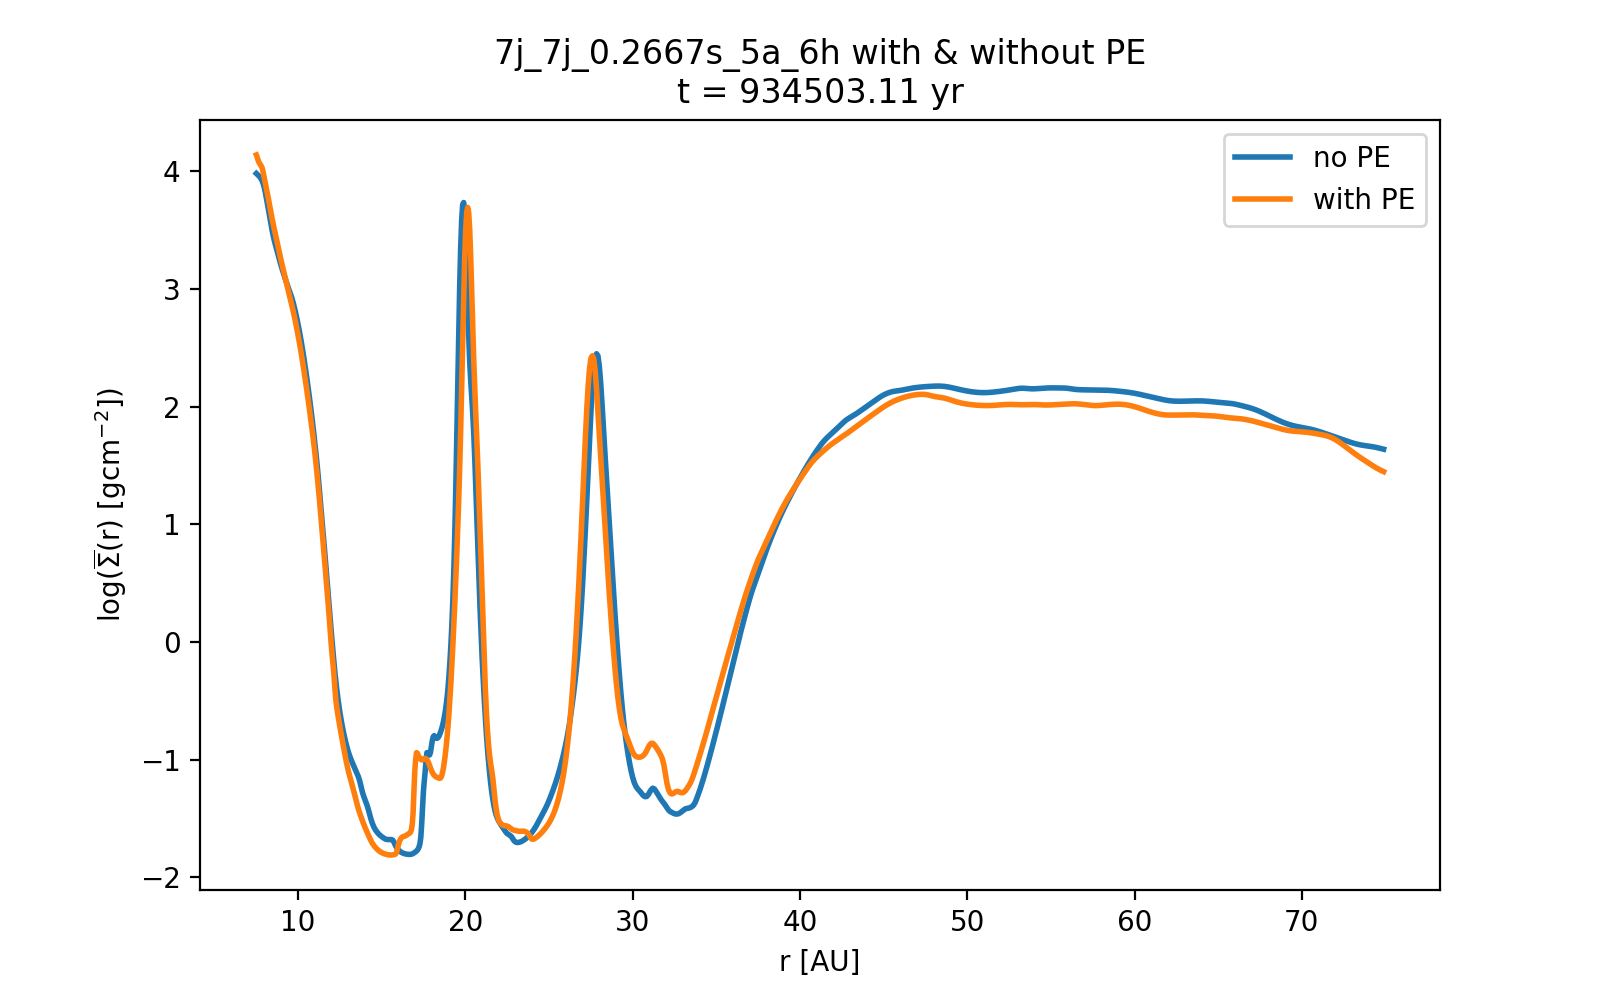 7j_7j_0.2667s_5a_6h with & without PE
t = 934503.11 yr
no PE
with PE
4
3
2
1
0
−1
−2
log(Σ̅(r) [gcm⁻²])
10 20 30 40 50 60 70
r [AU]